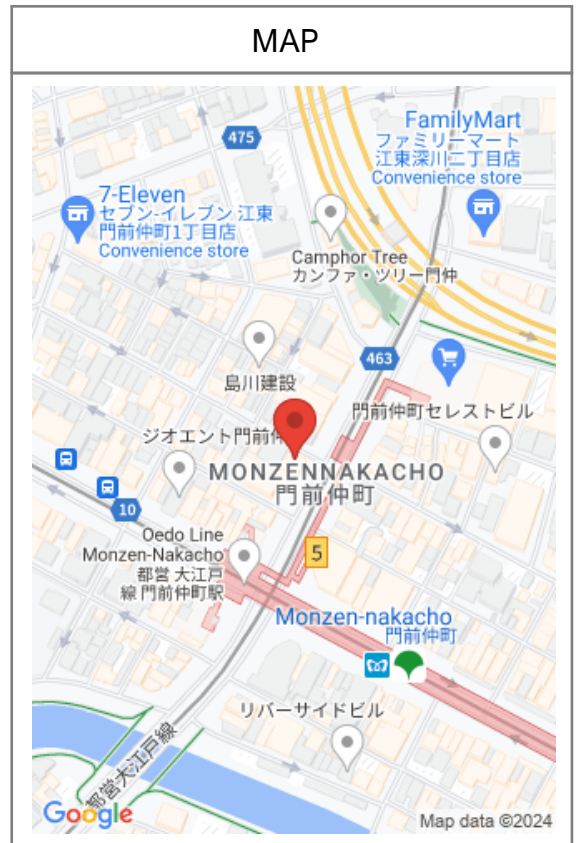 MAP
475
FamilyMart
ファミリーマート
江東深川二丁目店
Convenience store
7-Eleven
セブン-イレブン 江東
門前仲町1丁目店
Convenience store
Camphor Tree
カンファ・ツリー門仲
463
島川建設
門前仲町セレストビル
ジオエント門前仲
MONZENNAKACHO
門前仲町
10
Oedo Line
Monzen-Nakacho
都営 大江戸
線 門前仲町駅
5
Monzen-nakacho
門前仲町
リバーサイドビル
都営大江戸線
Google
Map data ©2024